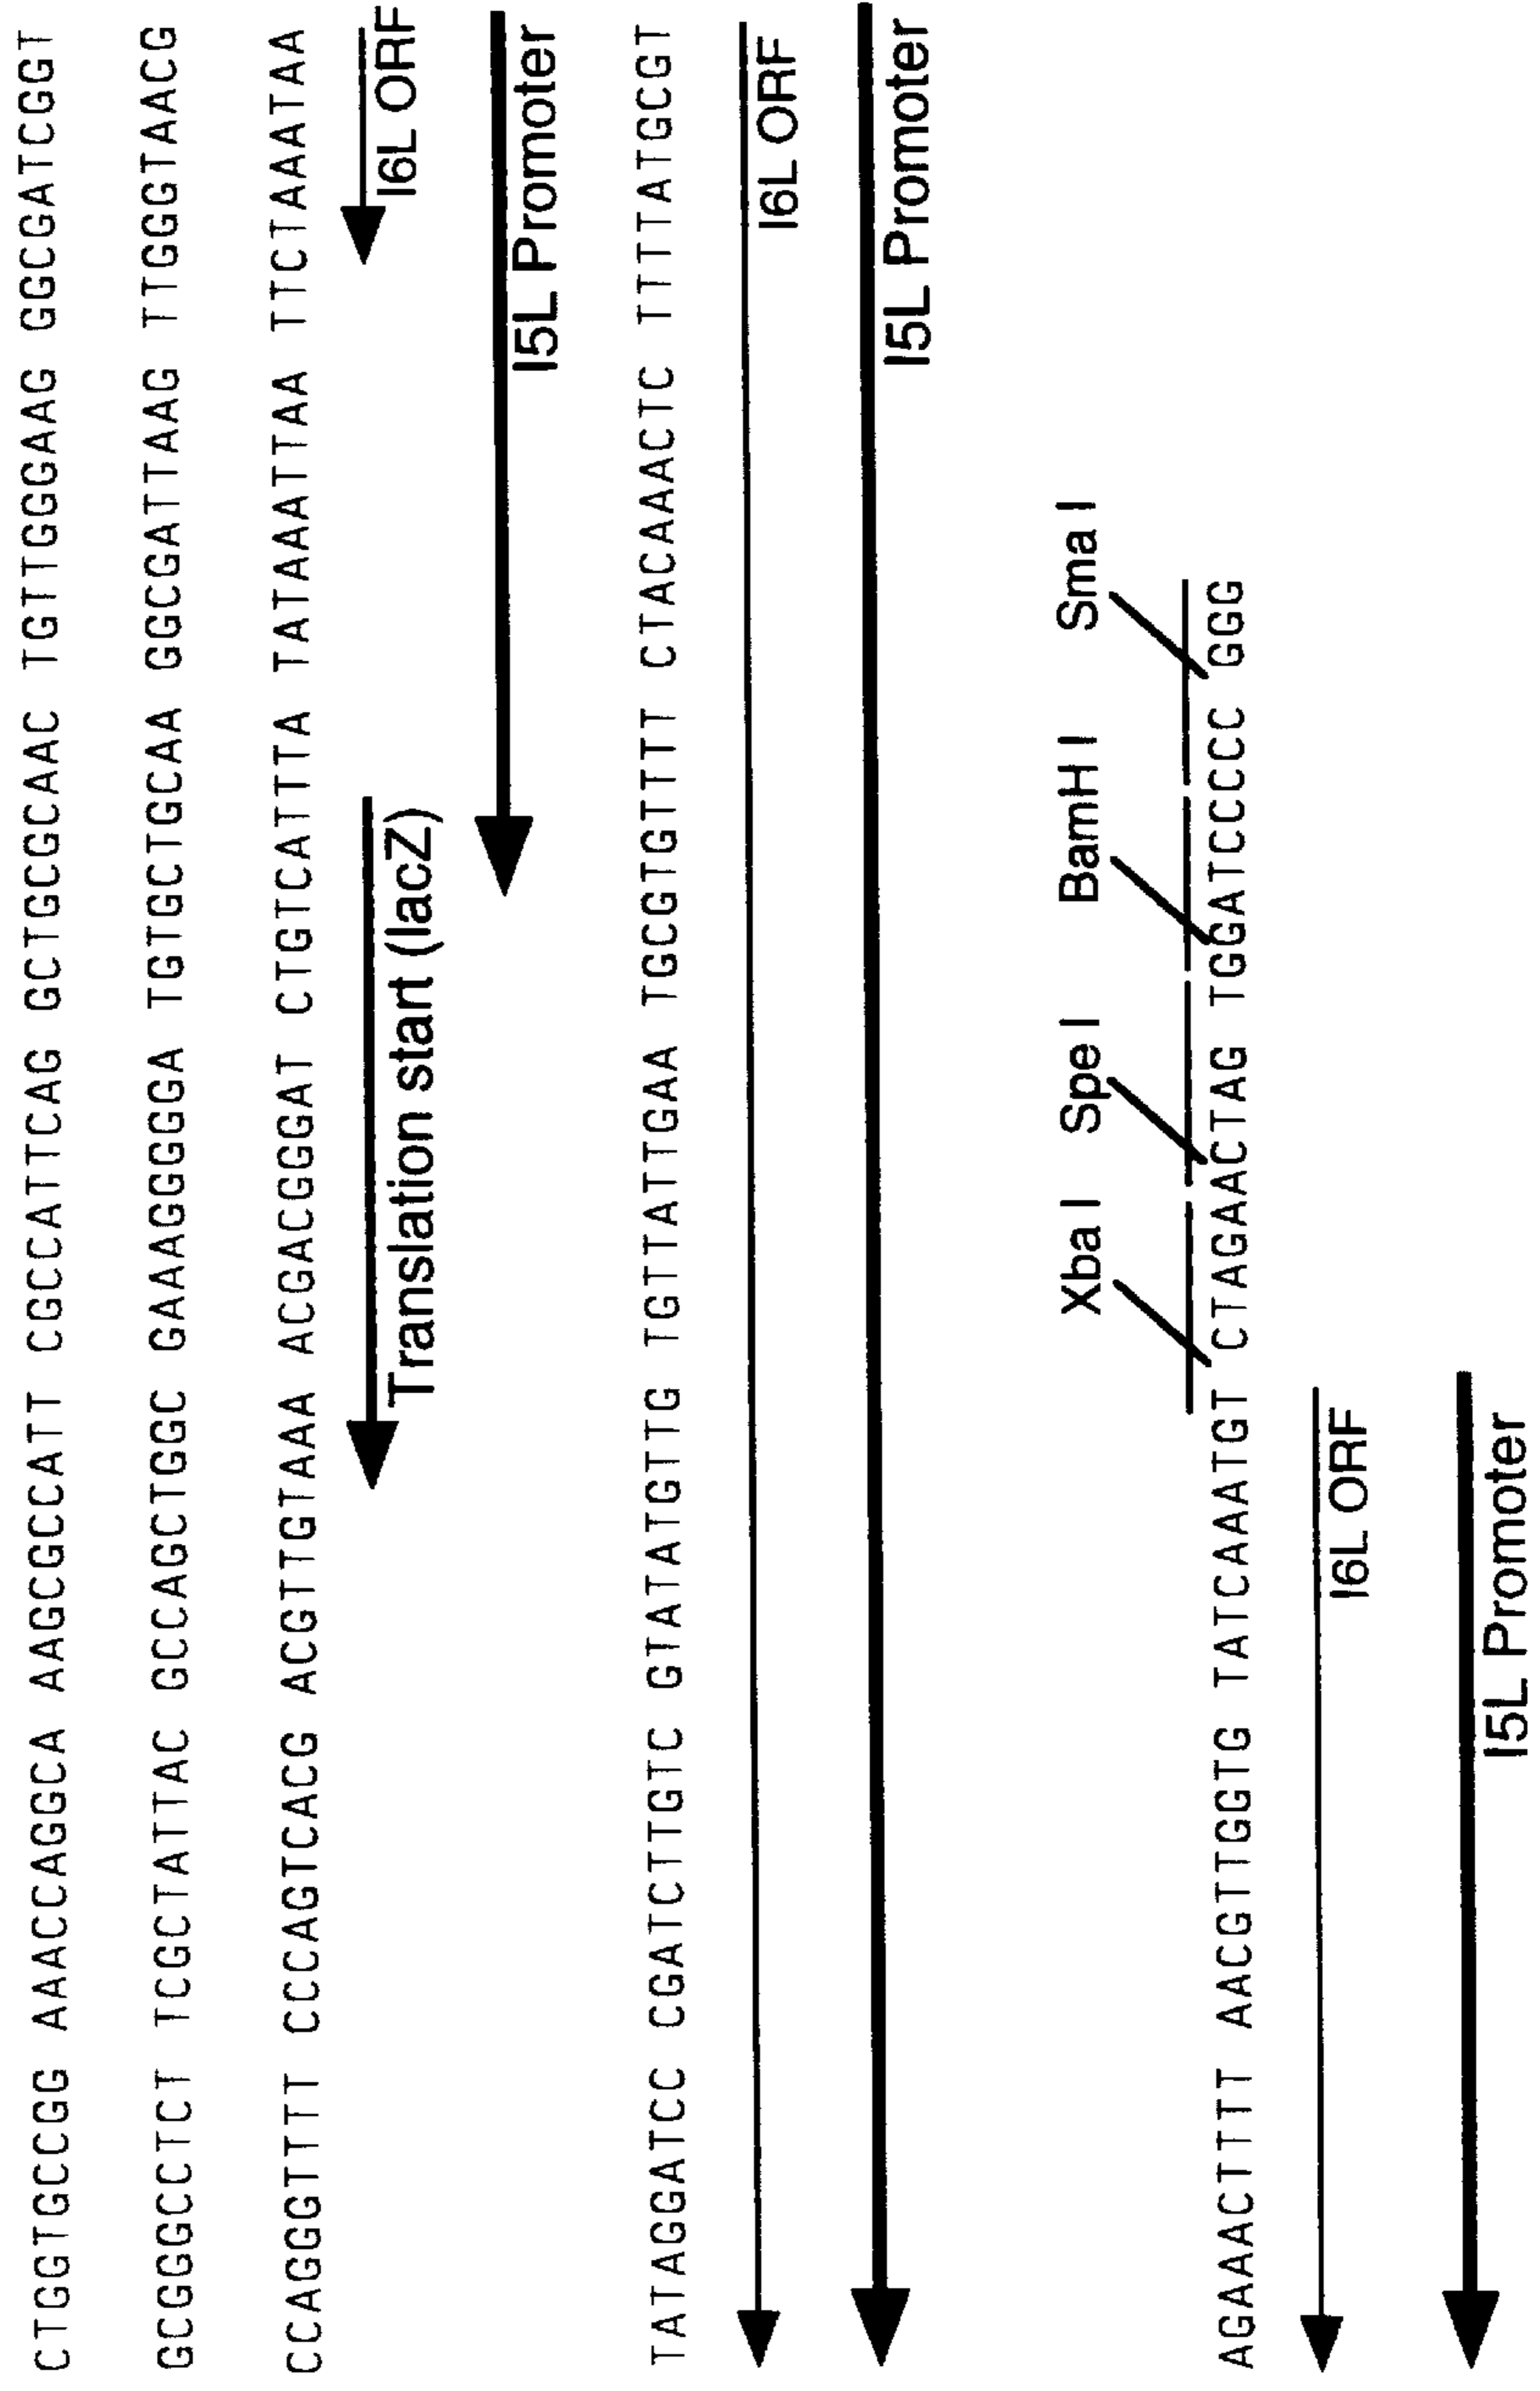 CTGGTGCCGG AAACCAGGCA AAGCGCCATT CGCCATTCAG GCTGCGCAAC TGTTGGGAAG GGCGATCGGT
GCGGGCCTCT TCGCTATTAC GCCAGCTGGC GAAAGGGGGA TGTGCTGCAA GGCGATTAAG TTGGGTAACG
CCAGGGTTTT CCCAGTCACG ACGTTGTAAA ACGACGGGAT CTGTCATTTA TATAAATTAA TTCTAAATAA
Translation start (lacZ) I6L ORF
I5L Promoter
TATAGGATCC CGATCTTGTC GTATATGTTG TGTTATTGAA TGCGTGTTTT CTACAAACTC TTTTATGCGT
I6L ORF
I5L Promoter
Xba I Spe I BamH I Sma I
AGAAACTTTT AACGTTGGTG TATCAAATGT CTAGAACTAG TGGATCCCCC GGG
I6L ORF
I5L Promoter